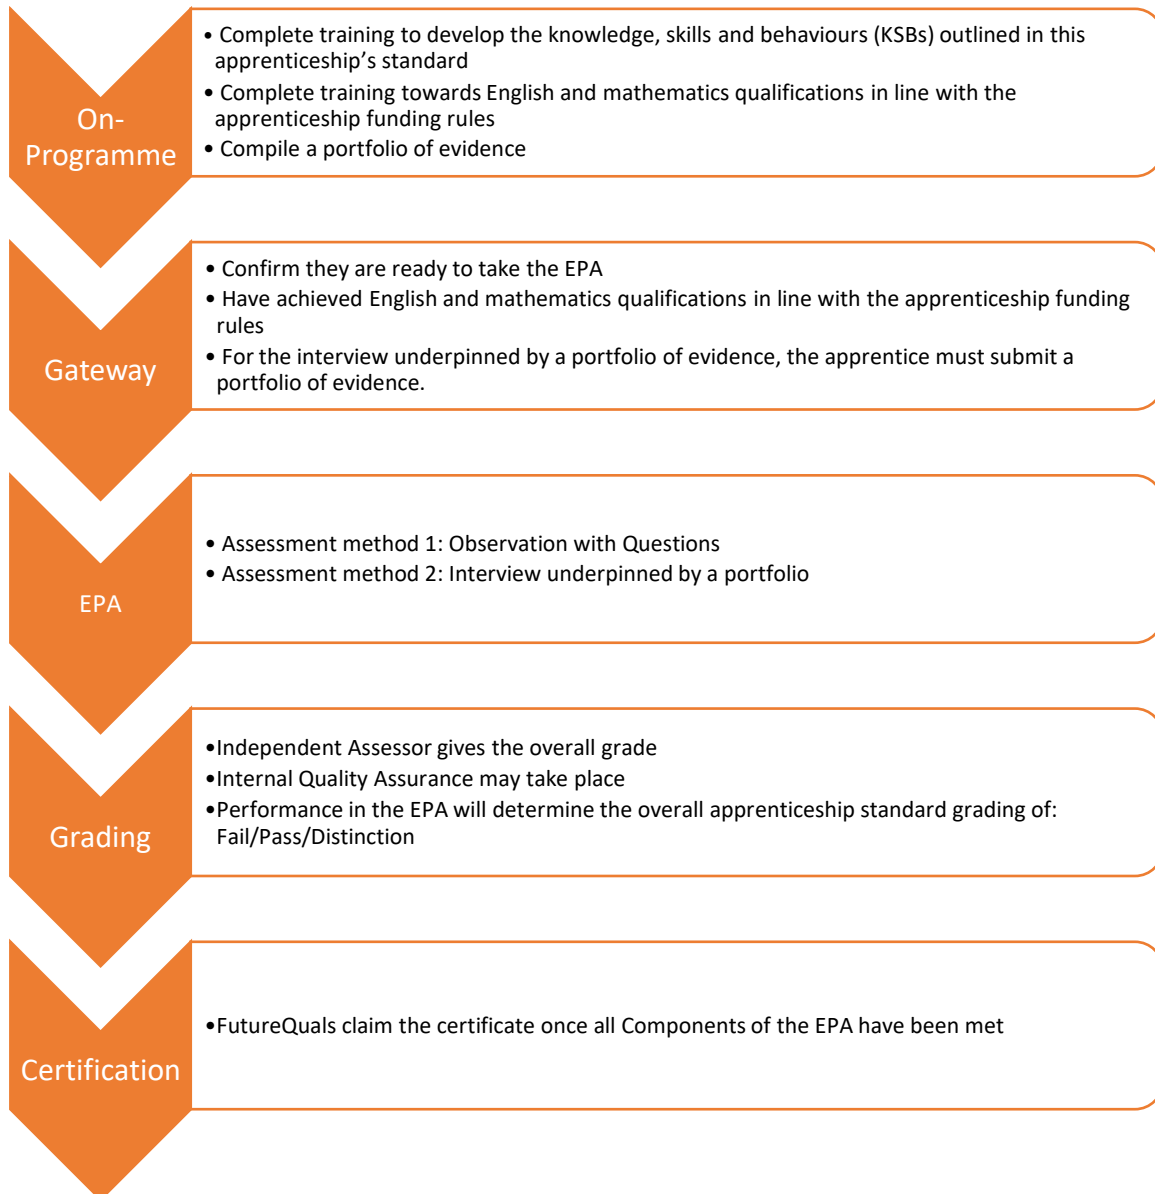 On-
Programme
• Complete training to develop the knowledge, skills and behaviours (KSBs) outlined in this
apprenticeship's standard
• Complete training towards English and mathematics qualifications in line with the
apprenticeship funding rules
• Compile a portfolio of evidence
Gateway
• Confirm they are ready to take the EPA
• Have achieved English and mathematics qualifications in line with the apprenticeship funding
rules
• For the interview underpinned by a portfolio of evidence, the apprentice must submit a
portfolio of evidence.
EPA
• Assessment method 1: Observation with Questions
• Assessment method 2: Interview underpinned by a portfolio
Grading
•Independent Assessor gives the overall grade
•Internal Quality Assurance may take place
•Performance in the EPA will determine the overall apprenticeship standard grading of:
Fail/Pass/Distinction
Certification
•FutureQuals claim the certificate once all Components of the EPA have been met